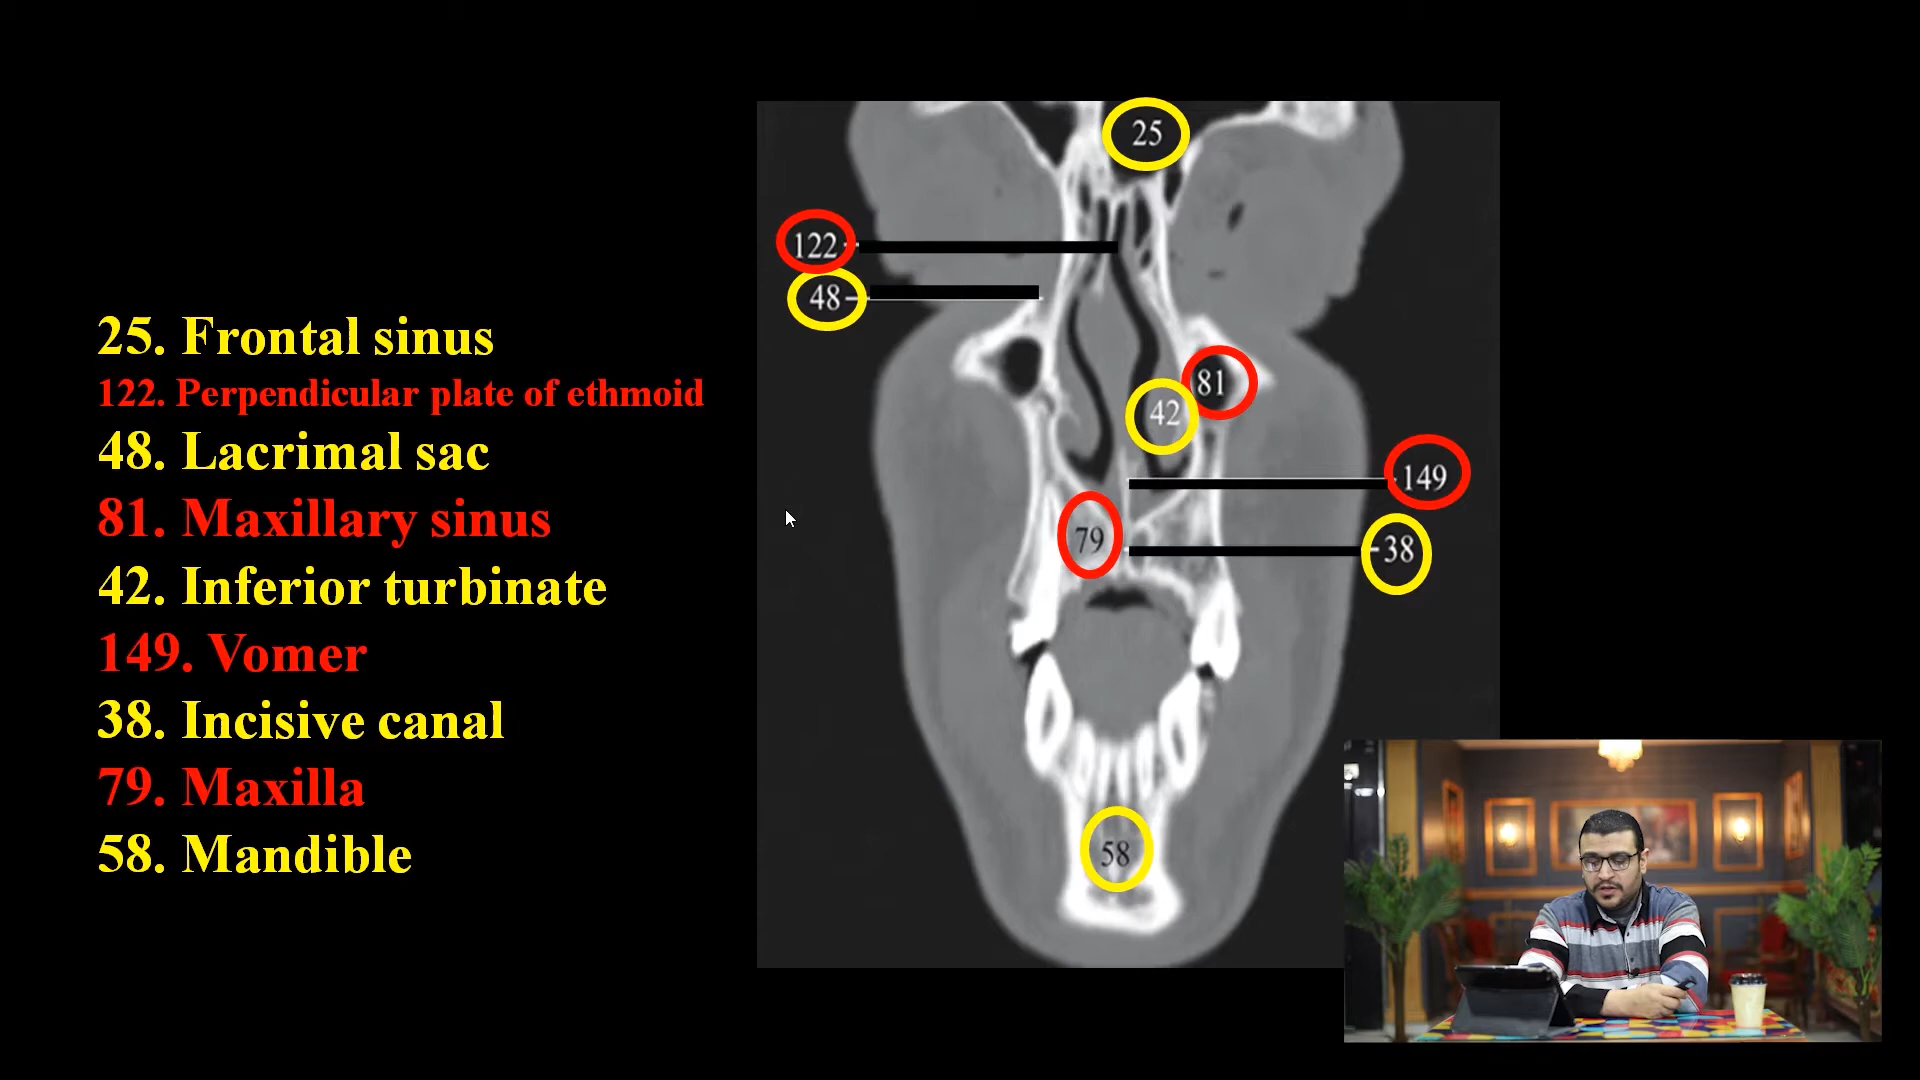 25. Frontal sinus
122. Perpendicular plate of ethmoid
48. Lacrimal sac
81. Maxillary sinus
42. Inferior turbinate
149. Vomer
38. Incisive canal
79. Maxilla
58. Mandible
25
122
48
81
42
149
79
38
58